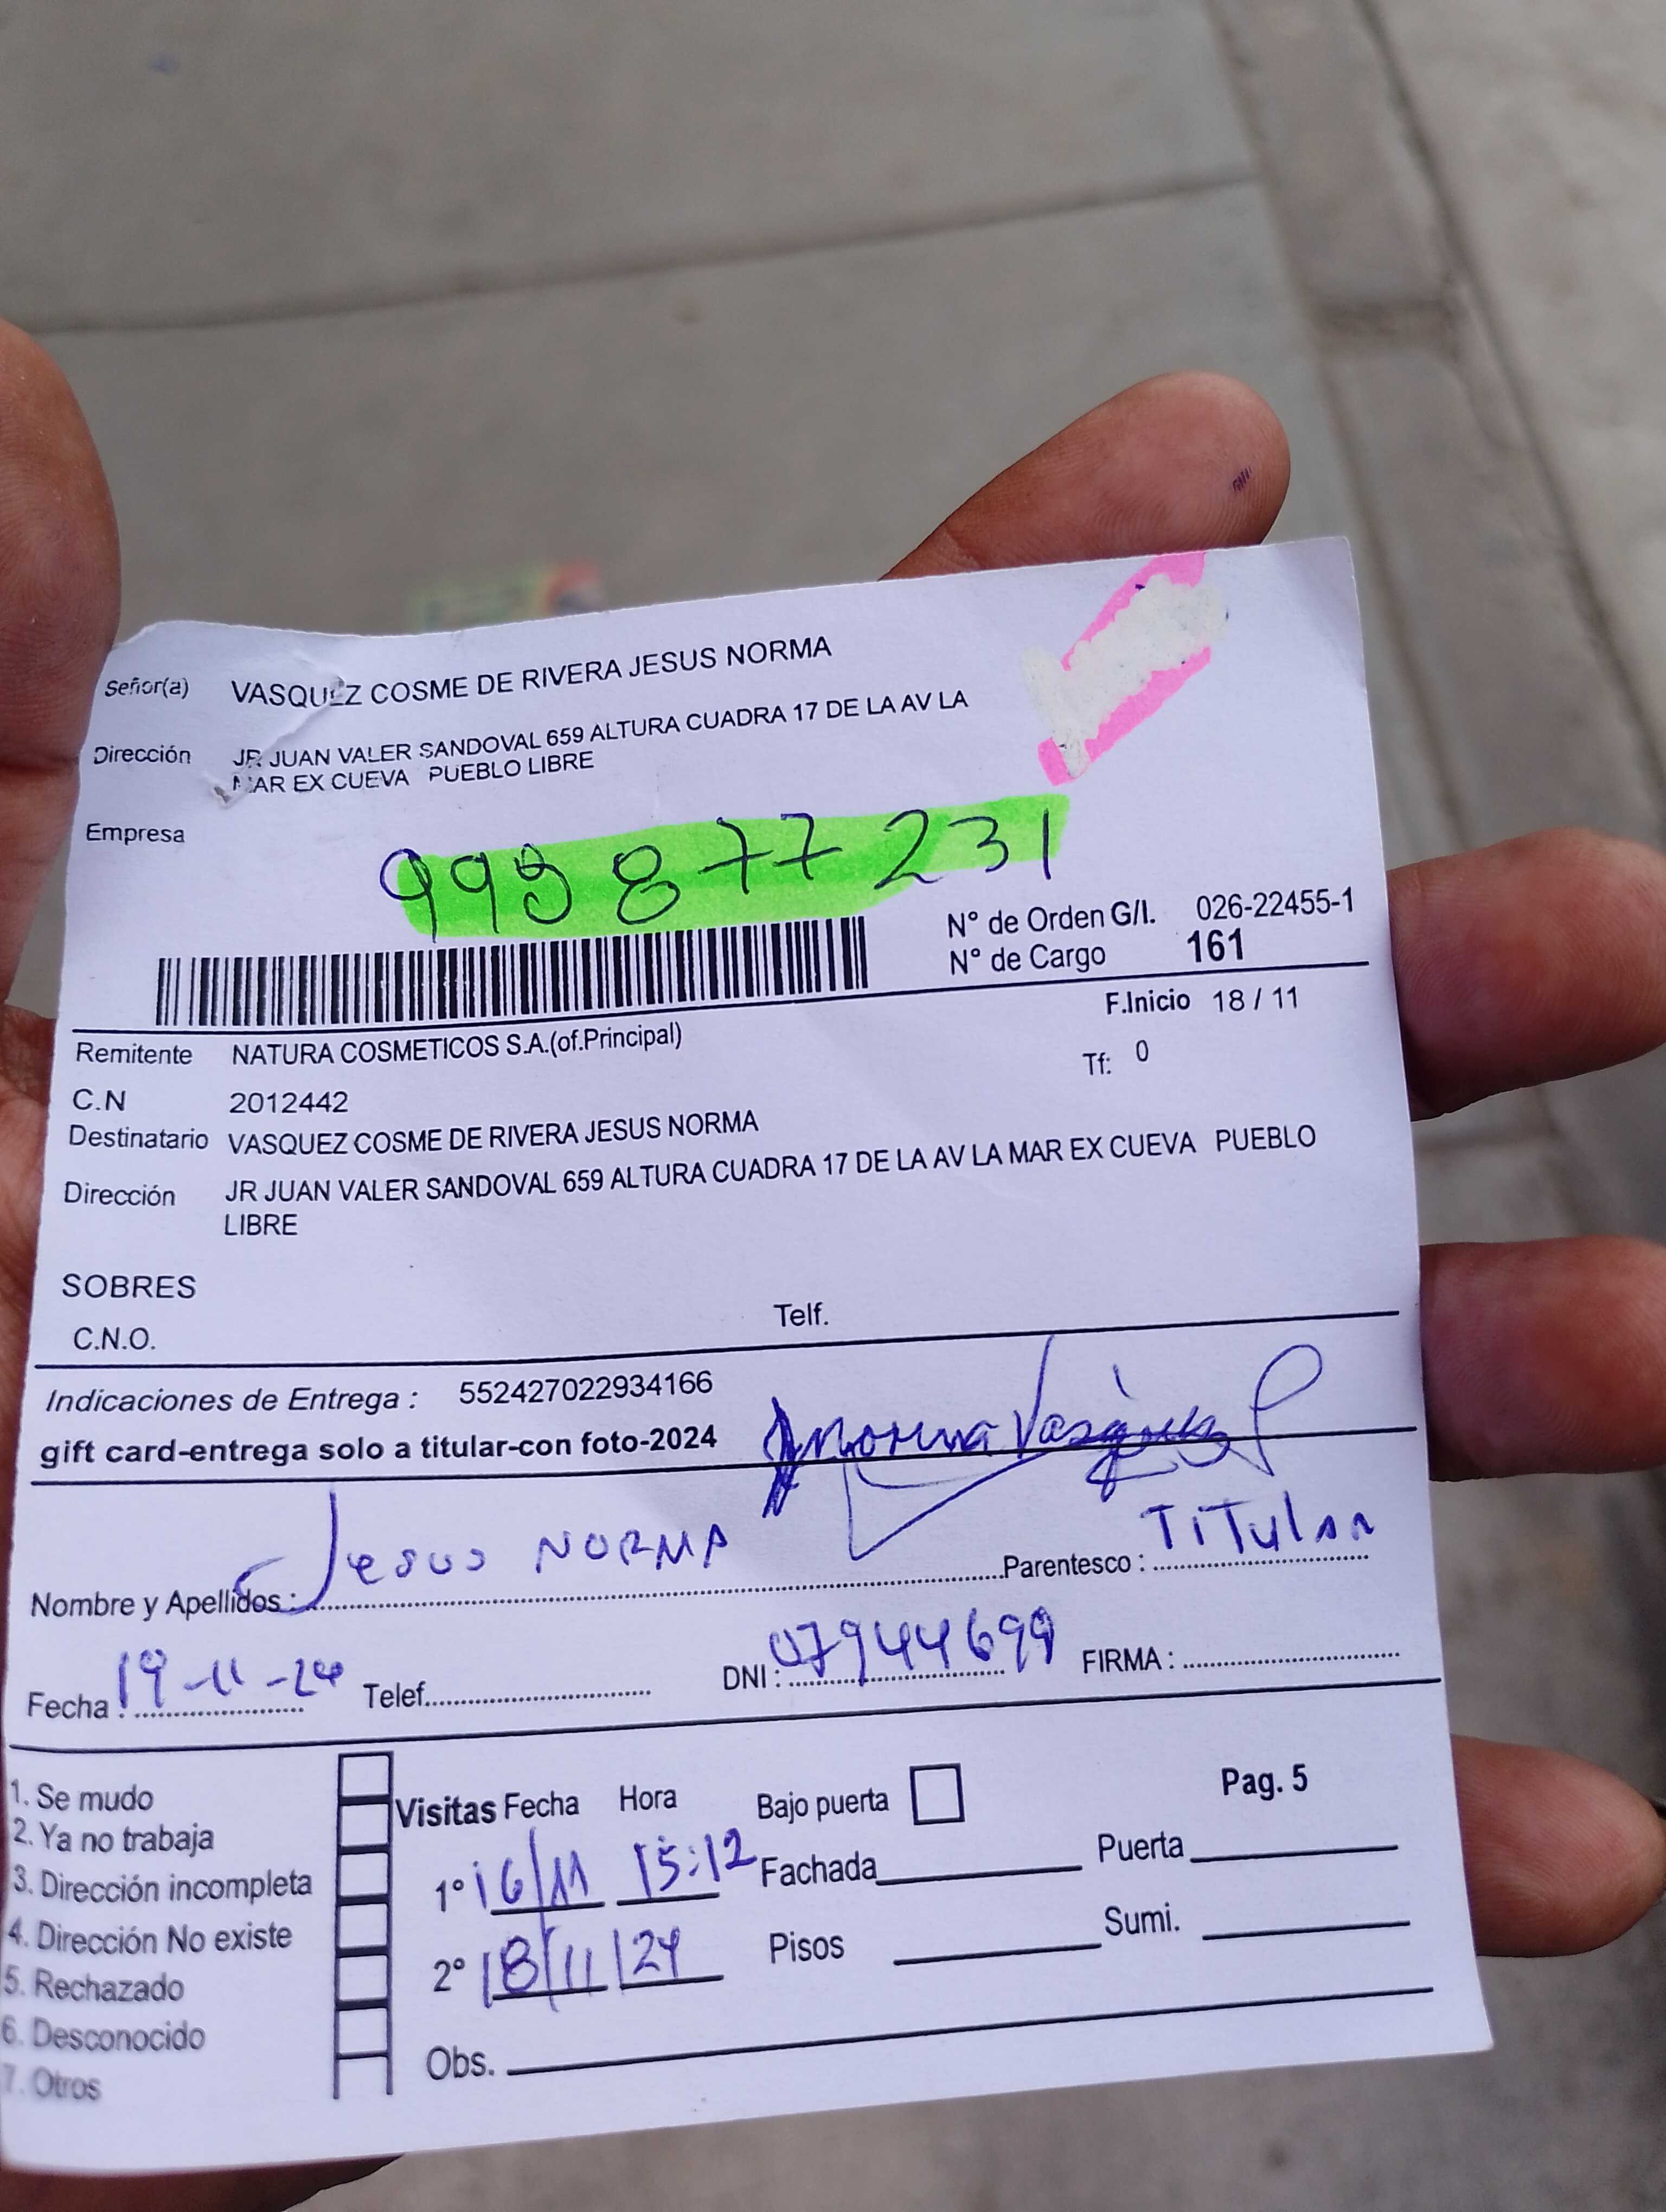 Señor(a) VASQUEZ COSME DE RIVERA JESUS NORMA
Dirección JR JUAN VALER SANDOVAL 659 ALTURA CUADRA 17 DE LA AV LA
MAR EX CUEVA PUEBLO LIBRE
Empresa
999 877 231
N° de Orden G/I. 026-22455-1
N° de Cargo 161
F.Inicio 18 / 11
Remitente NATURA COSMETICOS S.A.(of.Principal)
Tf: 0
C.N 2012442
Destinatario VASQUEZ COSME DE RIVERA JESUS NORMA
Dirección JR JUAN VALER SANDOVAL 659 ALTURA CUADRA 17 DE LA AV LA MAR EX CUEVA PUEBLO
LIBRE
SOBRES
C.N.O. Telf.
Indicaciones de Entrega : 552427022934166
gift card-entrega solo a titular-con foto-2024
Norma Vasquez
Nombre y Apellidos : Jesus NORMA Parentesco : TiTular
Fecha : 19-11-24 Telef. DNI : 07944699 FIRMA :
1. Se mudo
2. Ya no trabaja
3. Dirección incompleta
4. Dirección No existe
5. Rechazado
6. Desconocido
7. Otros
Visitas Fecha Hora Bajo puerta Pag. 5
1° 16/11 15:12 Fachada Puerta
2° 18/11/24 Pisos Sumi.
Obs.